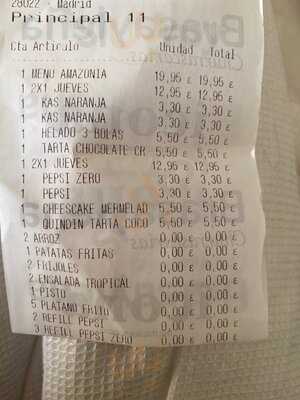 28022 - Madrid
Principal 11
Cta Artículo Unidad Total
1 MENU AMAZONIA 19,95 € 19,95 €
1 2X1 JUEVES 12,95 € 12,95 €
1 KAS NARANJA 3,30 € 3,30 €
1 KAS NARANJA 3,30 € 3,30 €
1 HELADO 3 BOLAS 5,50 € 5,50 €
1 TARTA CHOCOLATE CR 5,50 € 5,50 €
1 2X1 JUEVES 12,95 € 12,95 €
1 PEPSI ZERO 3,30 € 3,30 €
1 PEPSI 3,30 € 3,30 €
1 CHEESCAKE MERMELAD 5,50 € 5,50 €
1 QUINDIN TARTA COCO 5,50 € 5,50 €
2 ARROZ 0,00 € 0,00 €
1 PATATAS FRITAS 0,00 € 0,00 €
2 FRIJOLES 0,00 € 0,00 €
2 ENSALADA TROPICAL 0,00 € 0,00 €
1 PISTO 0,00 € 0,00 €
5 PLATANO FRITO 0,00 € 0,00 €
2 REFILL PEPSI 0,00 € 0,00 €
3 REFILL PEPSI ZERO 0,00 € 0,00 €